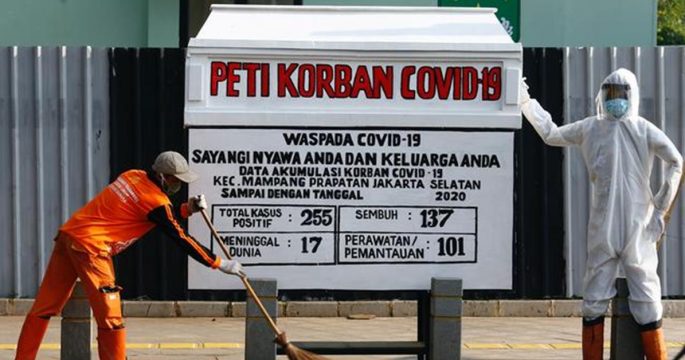 PETI KORBAN COVID-19
WASPADA COVID-19
SAYANGI NYAWA ANDA DAN KELUARGA ANDA
DATA AKUMULASI KORBAN COVID -19
KEC.MAMPANG PRAPATAN JAKARTA SELATAN
SAMPAI DENGAN TANGGAL 2020
TOTAL KASUS POSITIF : 255
SEMBUH : 137
MENINGGAL DUNIA : 17
PERAWATAN/ PEMANTAUAN : 101